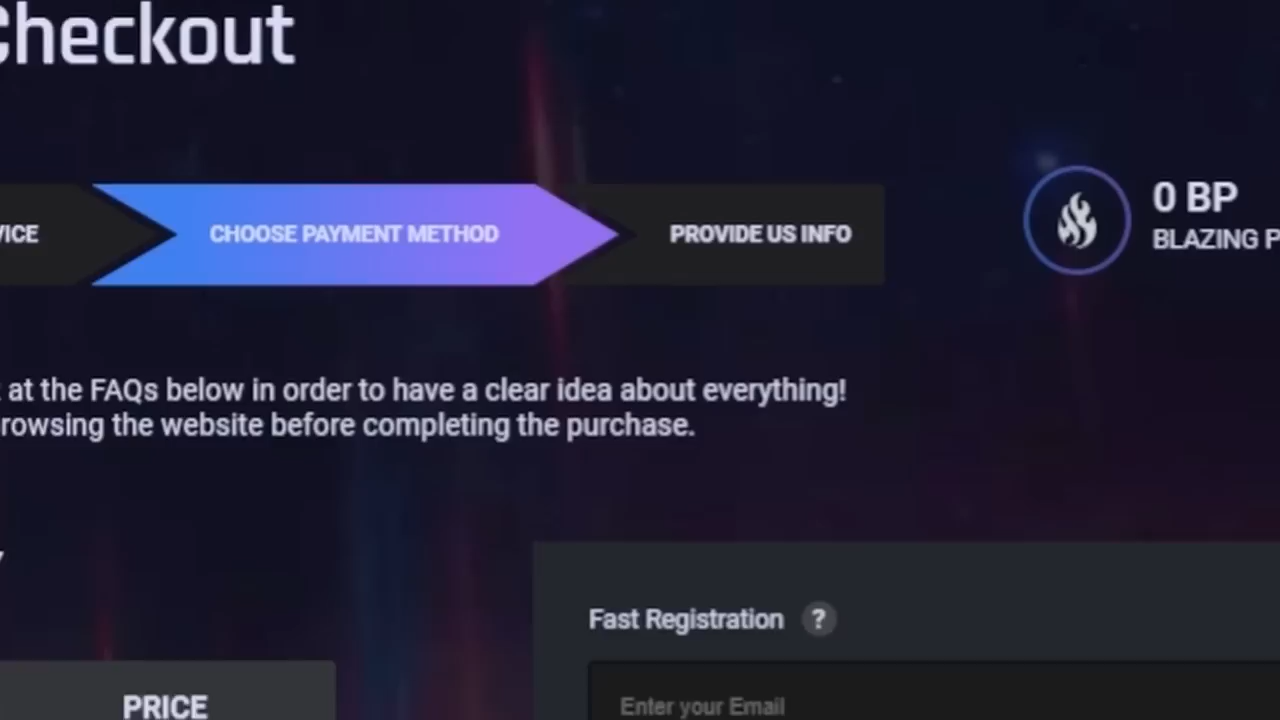 Checkout
VICE
CHOOSE PAYMENT METHOD
PROVIDE US INFO
0 BP
BLAZING P
at the FAQs below in order to have a clear idea about everything!
rowsing the website before completing the purchase.
Fast Registration ?
Enter your Email
PRICE